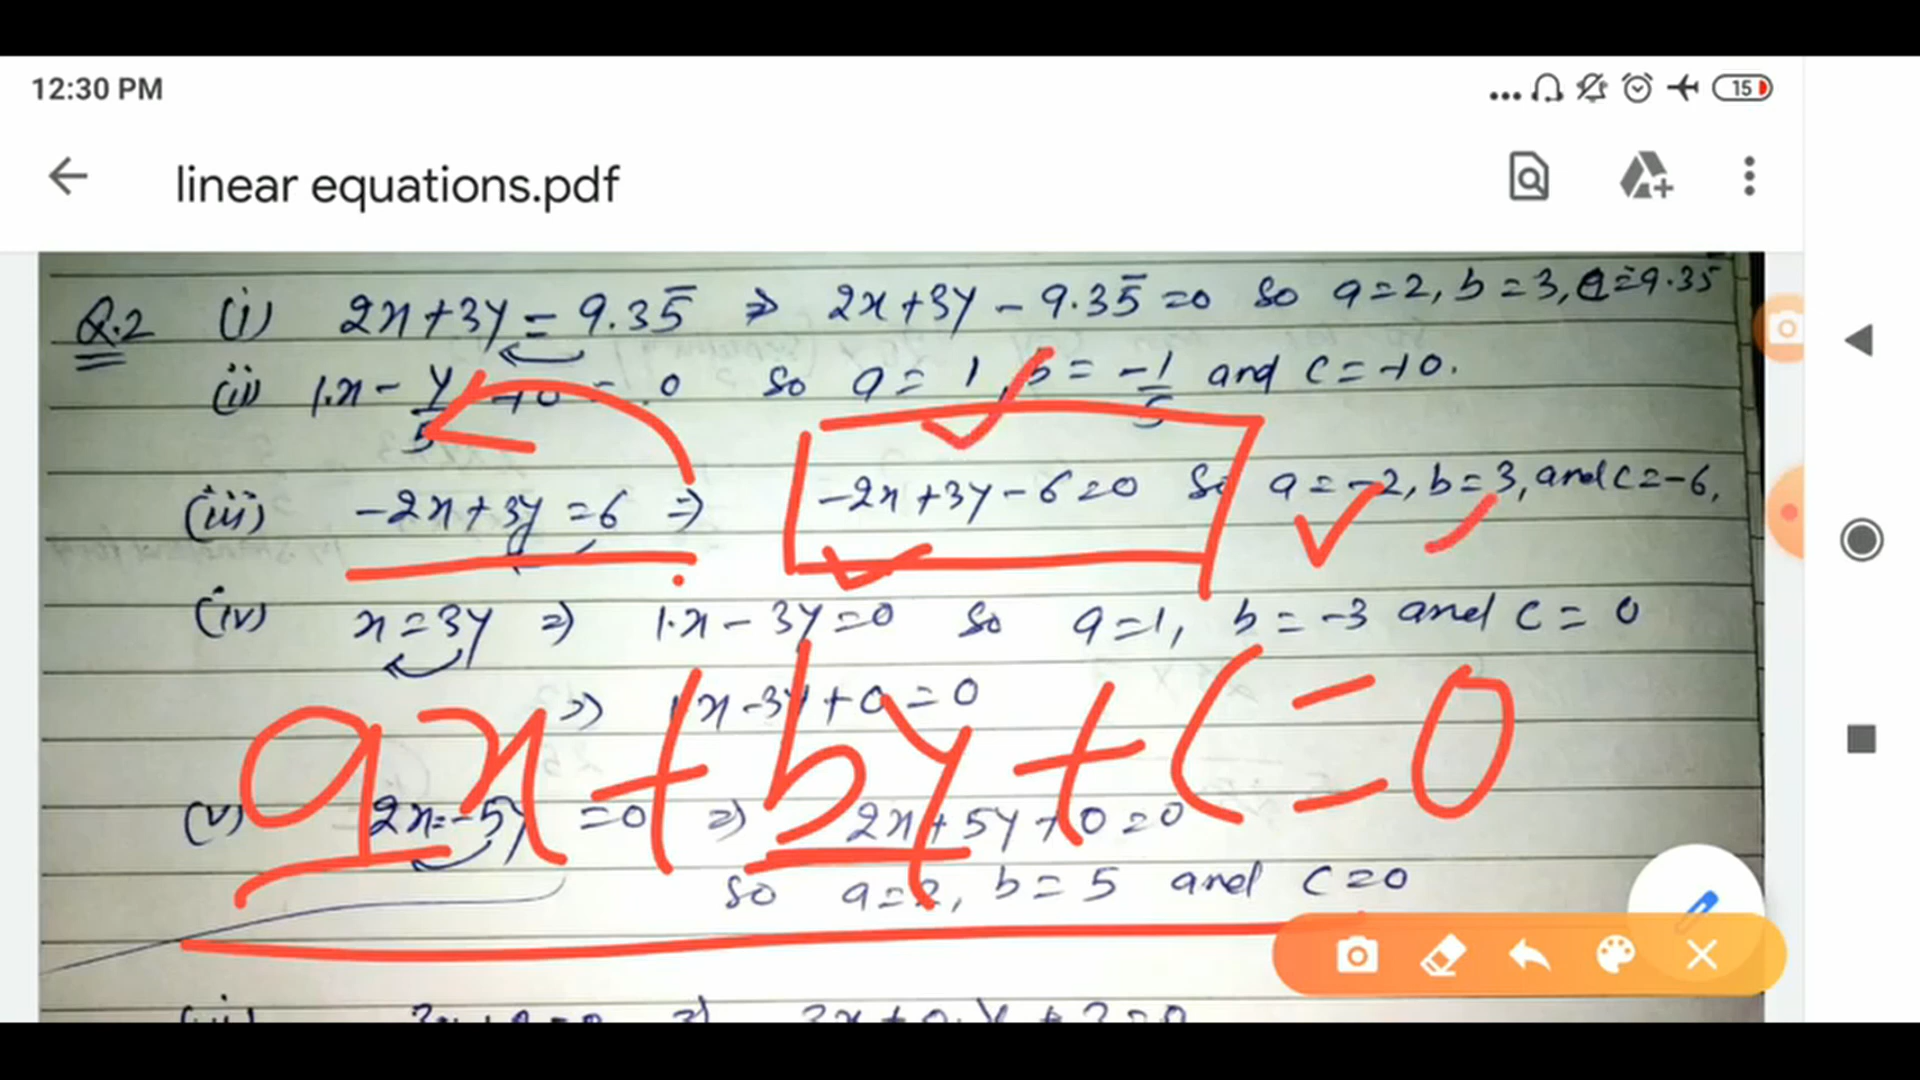 12:30 PM
15
linear equations.pdf
Q.2 (i) 2x+3y = 9.35̄ ⇒ 2x+3y - 9.35̄ =0 So a=2, b=3, c=9.35̄
(ii) 1.x - y/5 -10 = 0 So a= 1, b= -1/5 and c= -10.
(iii) -2x+3y =6 ⇒ -2x+3y-6=0 So a=-2, b=3, and c=-6,
(iv) x=3y ⇒ 1.x - 3y=0 So a=1, b= -3 and c= 0
⇒ 1x-3y+0=0
ax+by+c=0
(v) 2x=-5y =0 ⇒ 2x+5y+0=0
So a=2, b=5 and c=0